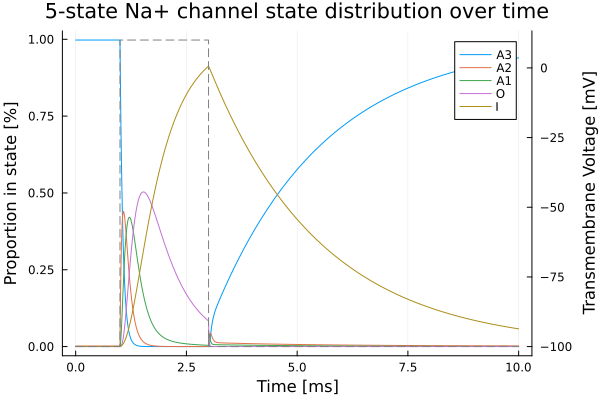 5-state Na+ channel state distribution over time
Proportion in state [%]
1.00
0.75
0.50
0.25
0.00
A3
A2
A1
O
I
0
−25
−50
−75
−100
Transmembrane Voltage [mV]
0.0 2.5 5.0 7.5 10.0
Time [ms]